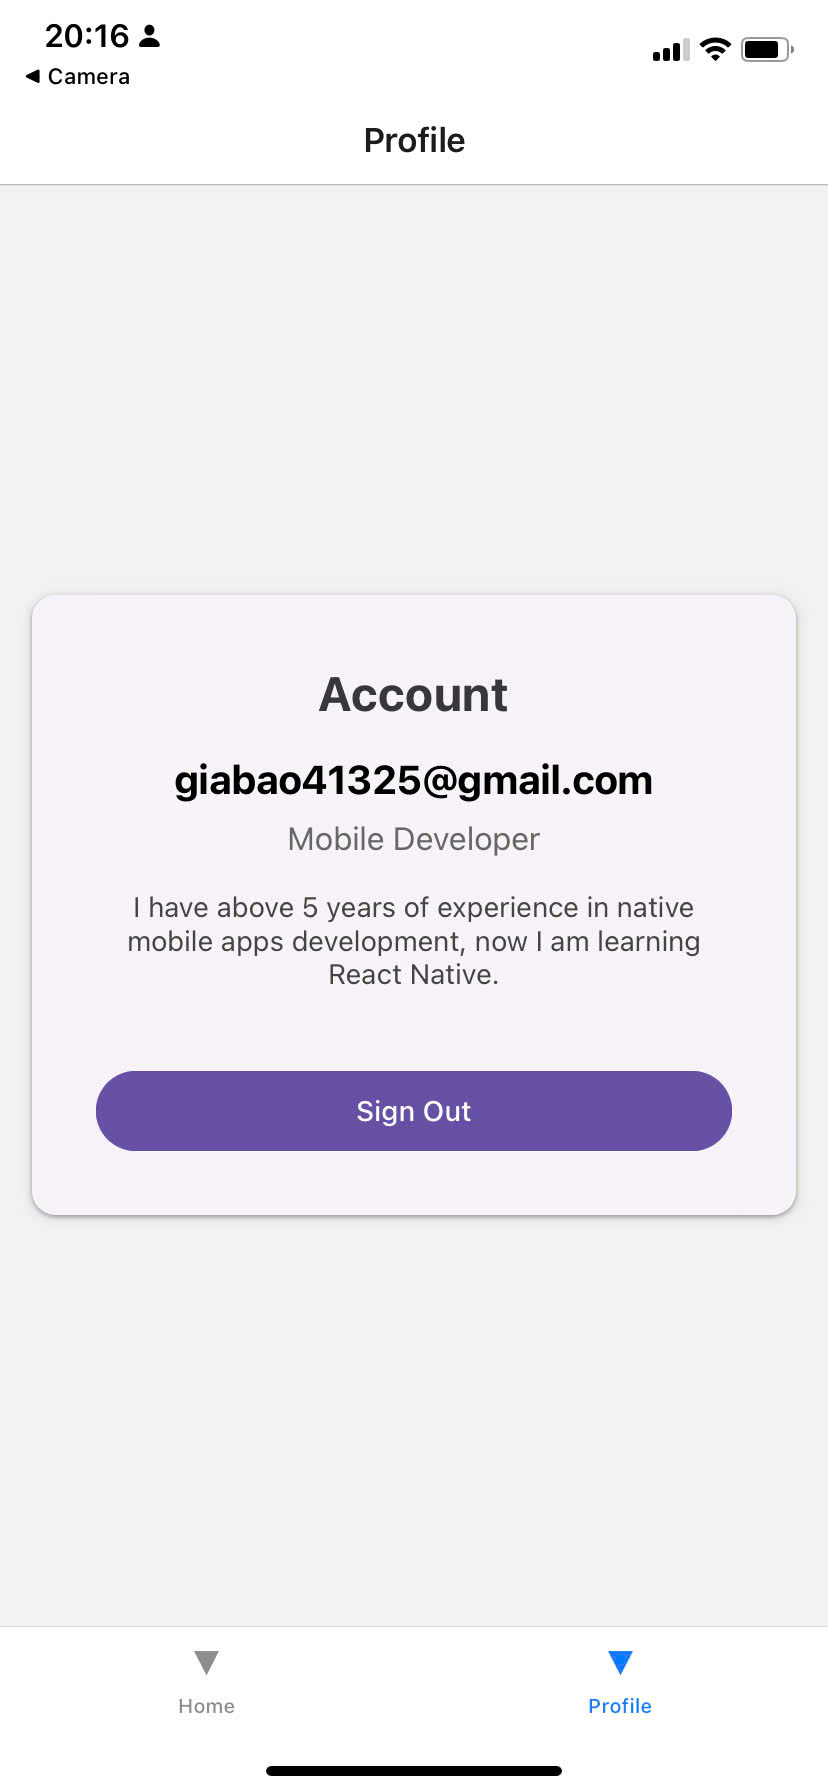 20:16
Camera
Profile
Account
giabao41325@gmail.com
Mobile Developer
I have above 5 years of experience in native
mobile apps development, now I am learning
React Native.
Sign Out
Home
Profile